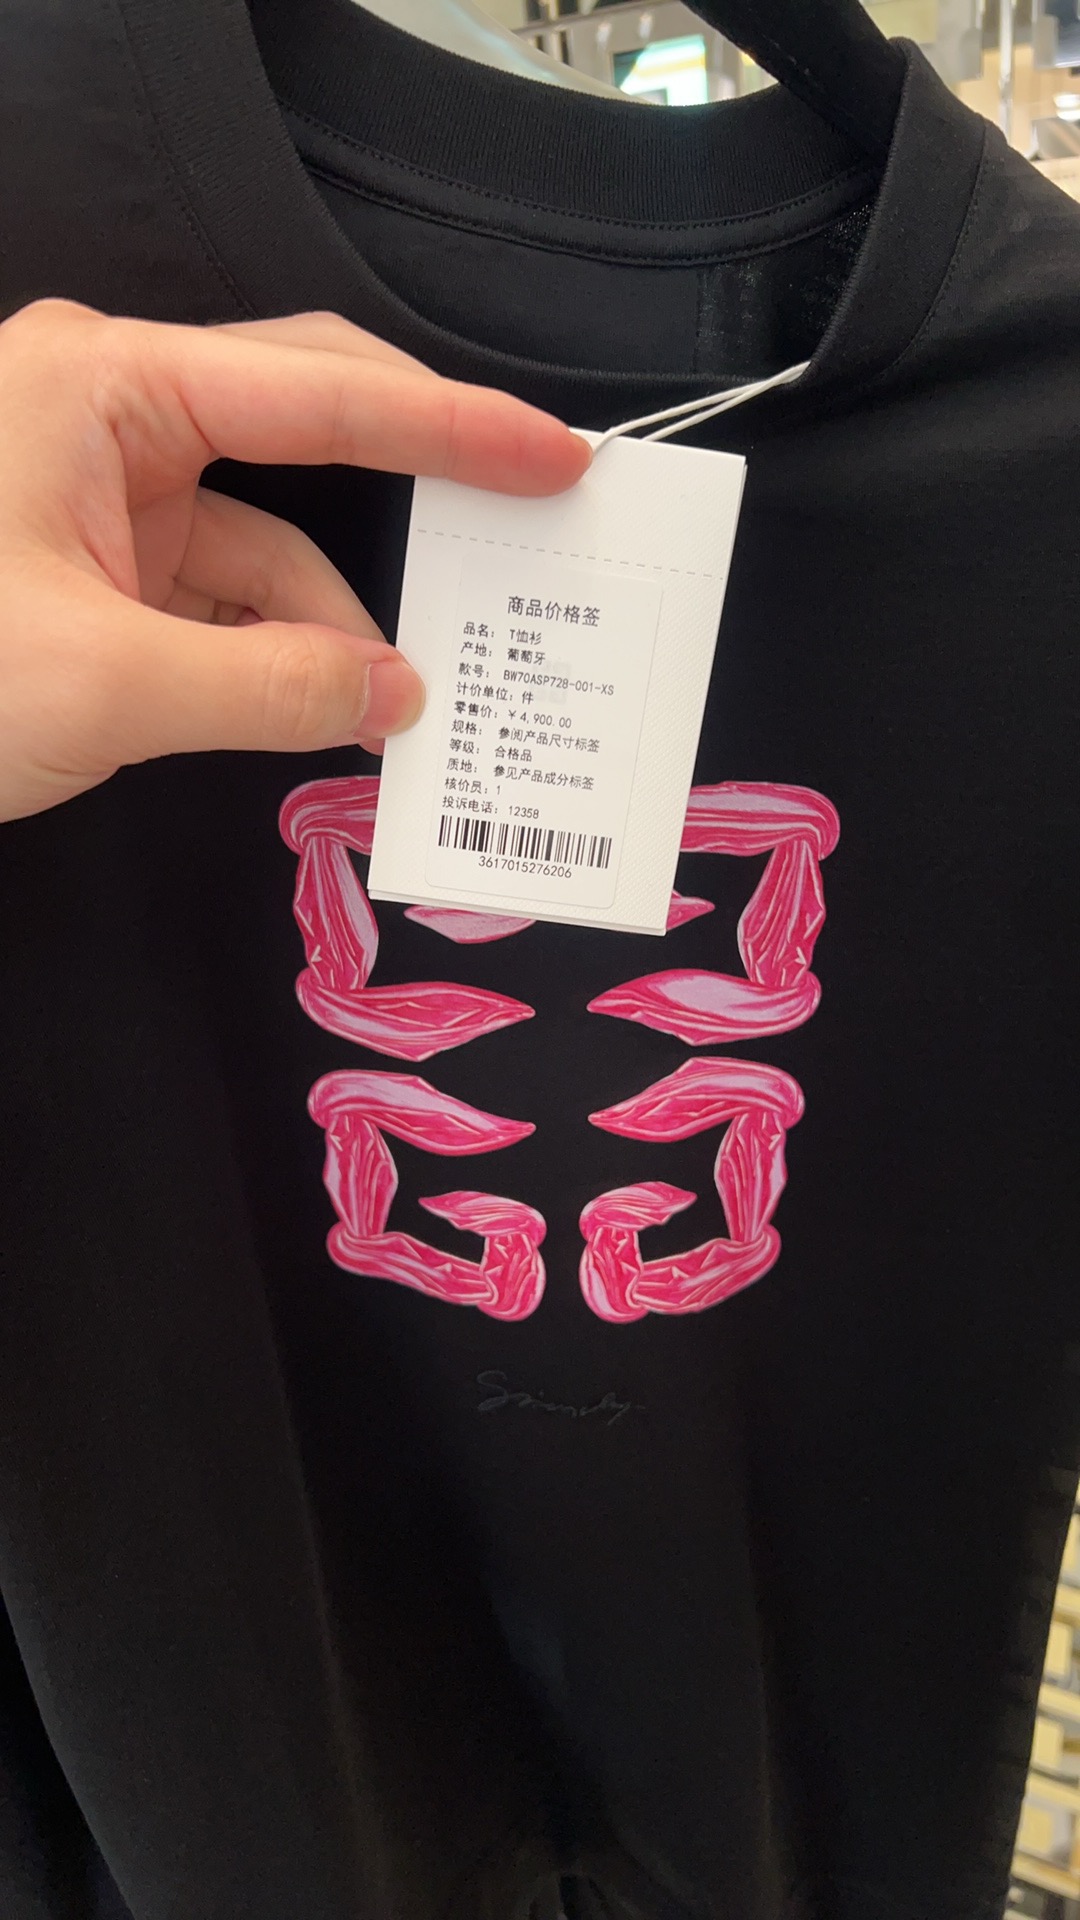 商品价格签
品名： T恤衫
产地： 葡萄牙
款号： BW70ASP728-001-XS
计价单位：件
零售价：￥4,900.00
规格： 参阅产品尺寸标签
等级： 合格品
质地： 参见产品成分标签
核价员：1
投诉电话：12358
3617015276206